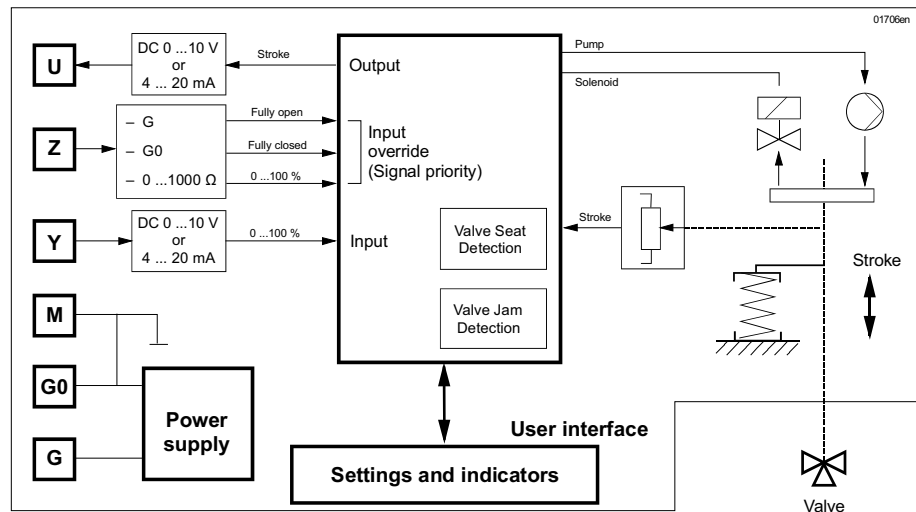 01706en
U
DC 0 ...10 V
or
4 ... 20 mA
Stroke
Output
Pump
Solenoid
Z
– G
– G0
– 0 ...1000 Ω
Fully open
Fully closed
0 ...100 %
Input
override
(Signal priority)
Y
DC 0 ...10 V
or
4 ... 20 mA
0 ...100 %
Input
Valve Seat
Detection
Stroke
Stroke
Valve Jam
Detection
M
G0
G
Power
supply
User interface
Settings and indicators
Valve